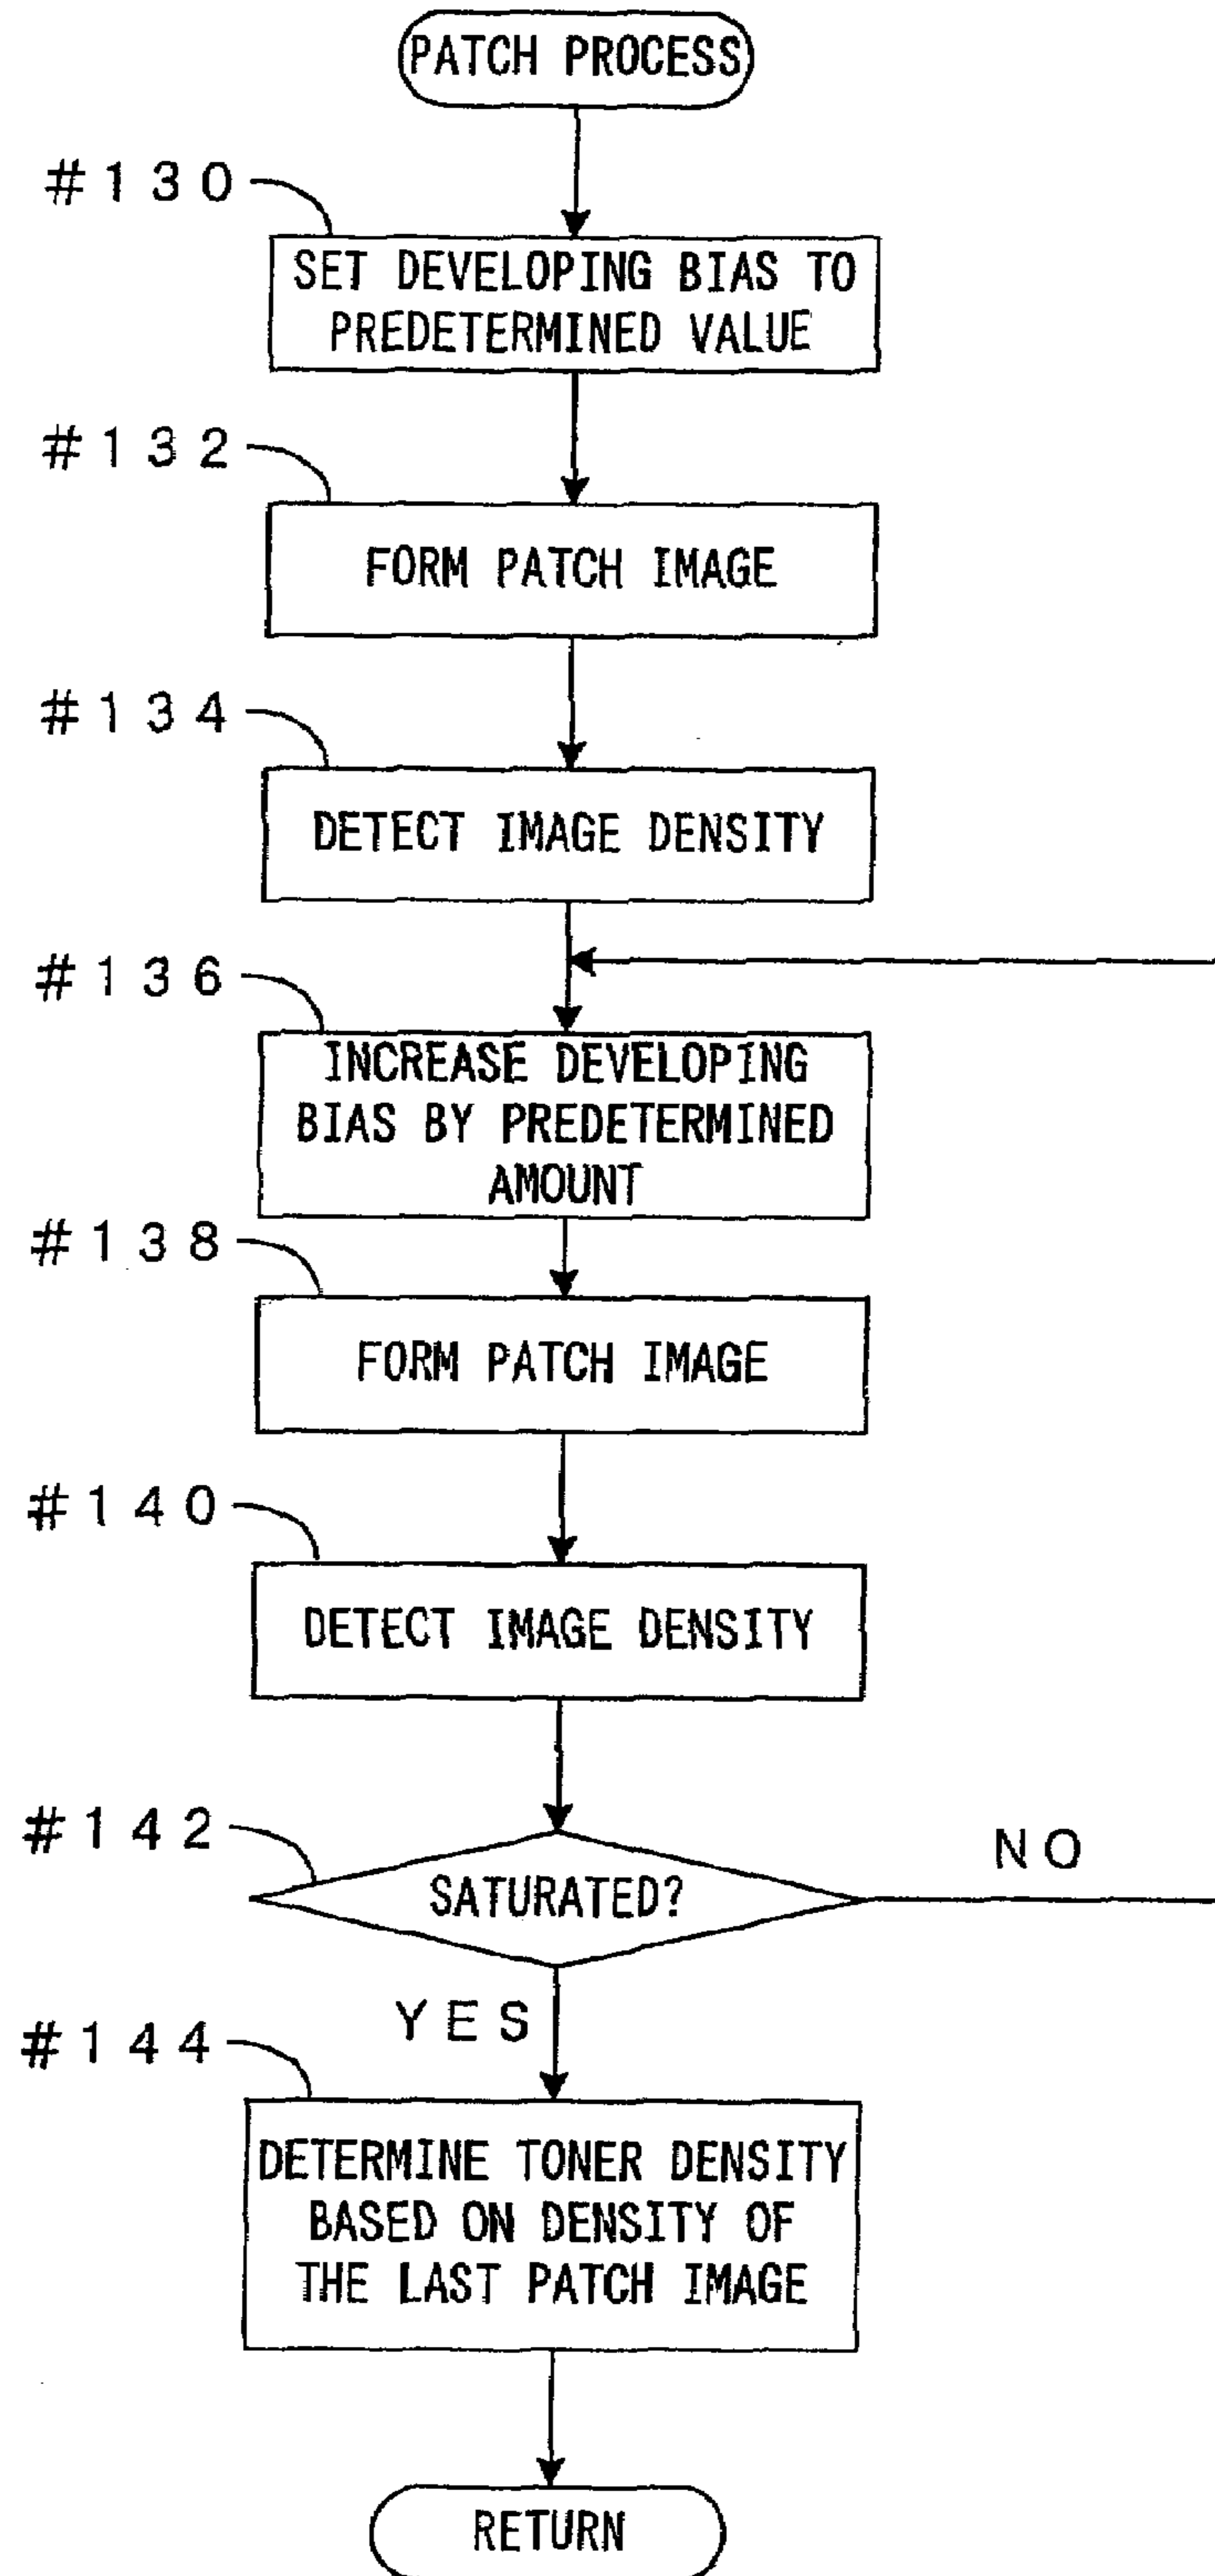 PATCH PROCESS
#130
SET DEVELOPING BIAS TO
PREDETERMINED VALUE
#132
FORM PATCH IMAGE
#134
DETECT IMAGE DENSITY
#136
INCREASE DEVELOPING
BIAS BY PREDETERMINED
AMOUNT
#138
FORM PATCH IMAGE
#140
DETECT IMAGE DENSITY
#142
SATURATED?
NO
YES
#144
DETERMINE TONER DENSITY
BASED ON DENSITY OF
THE LAST PATCH IMAGE
RETURN